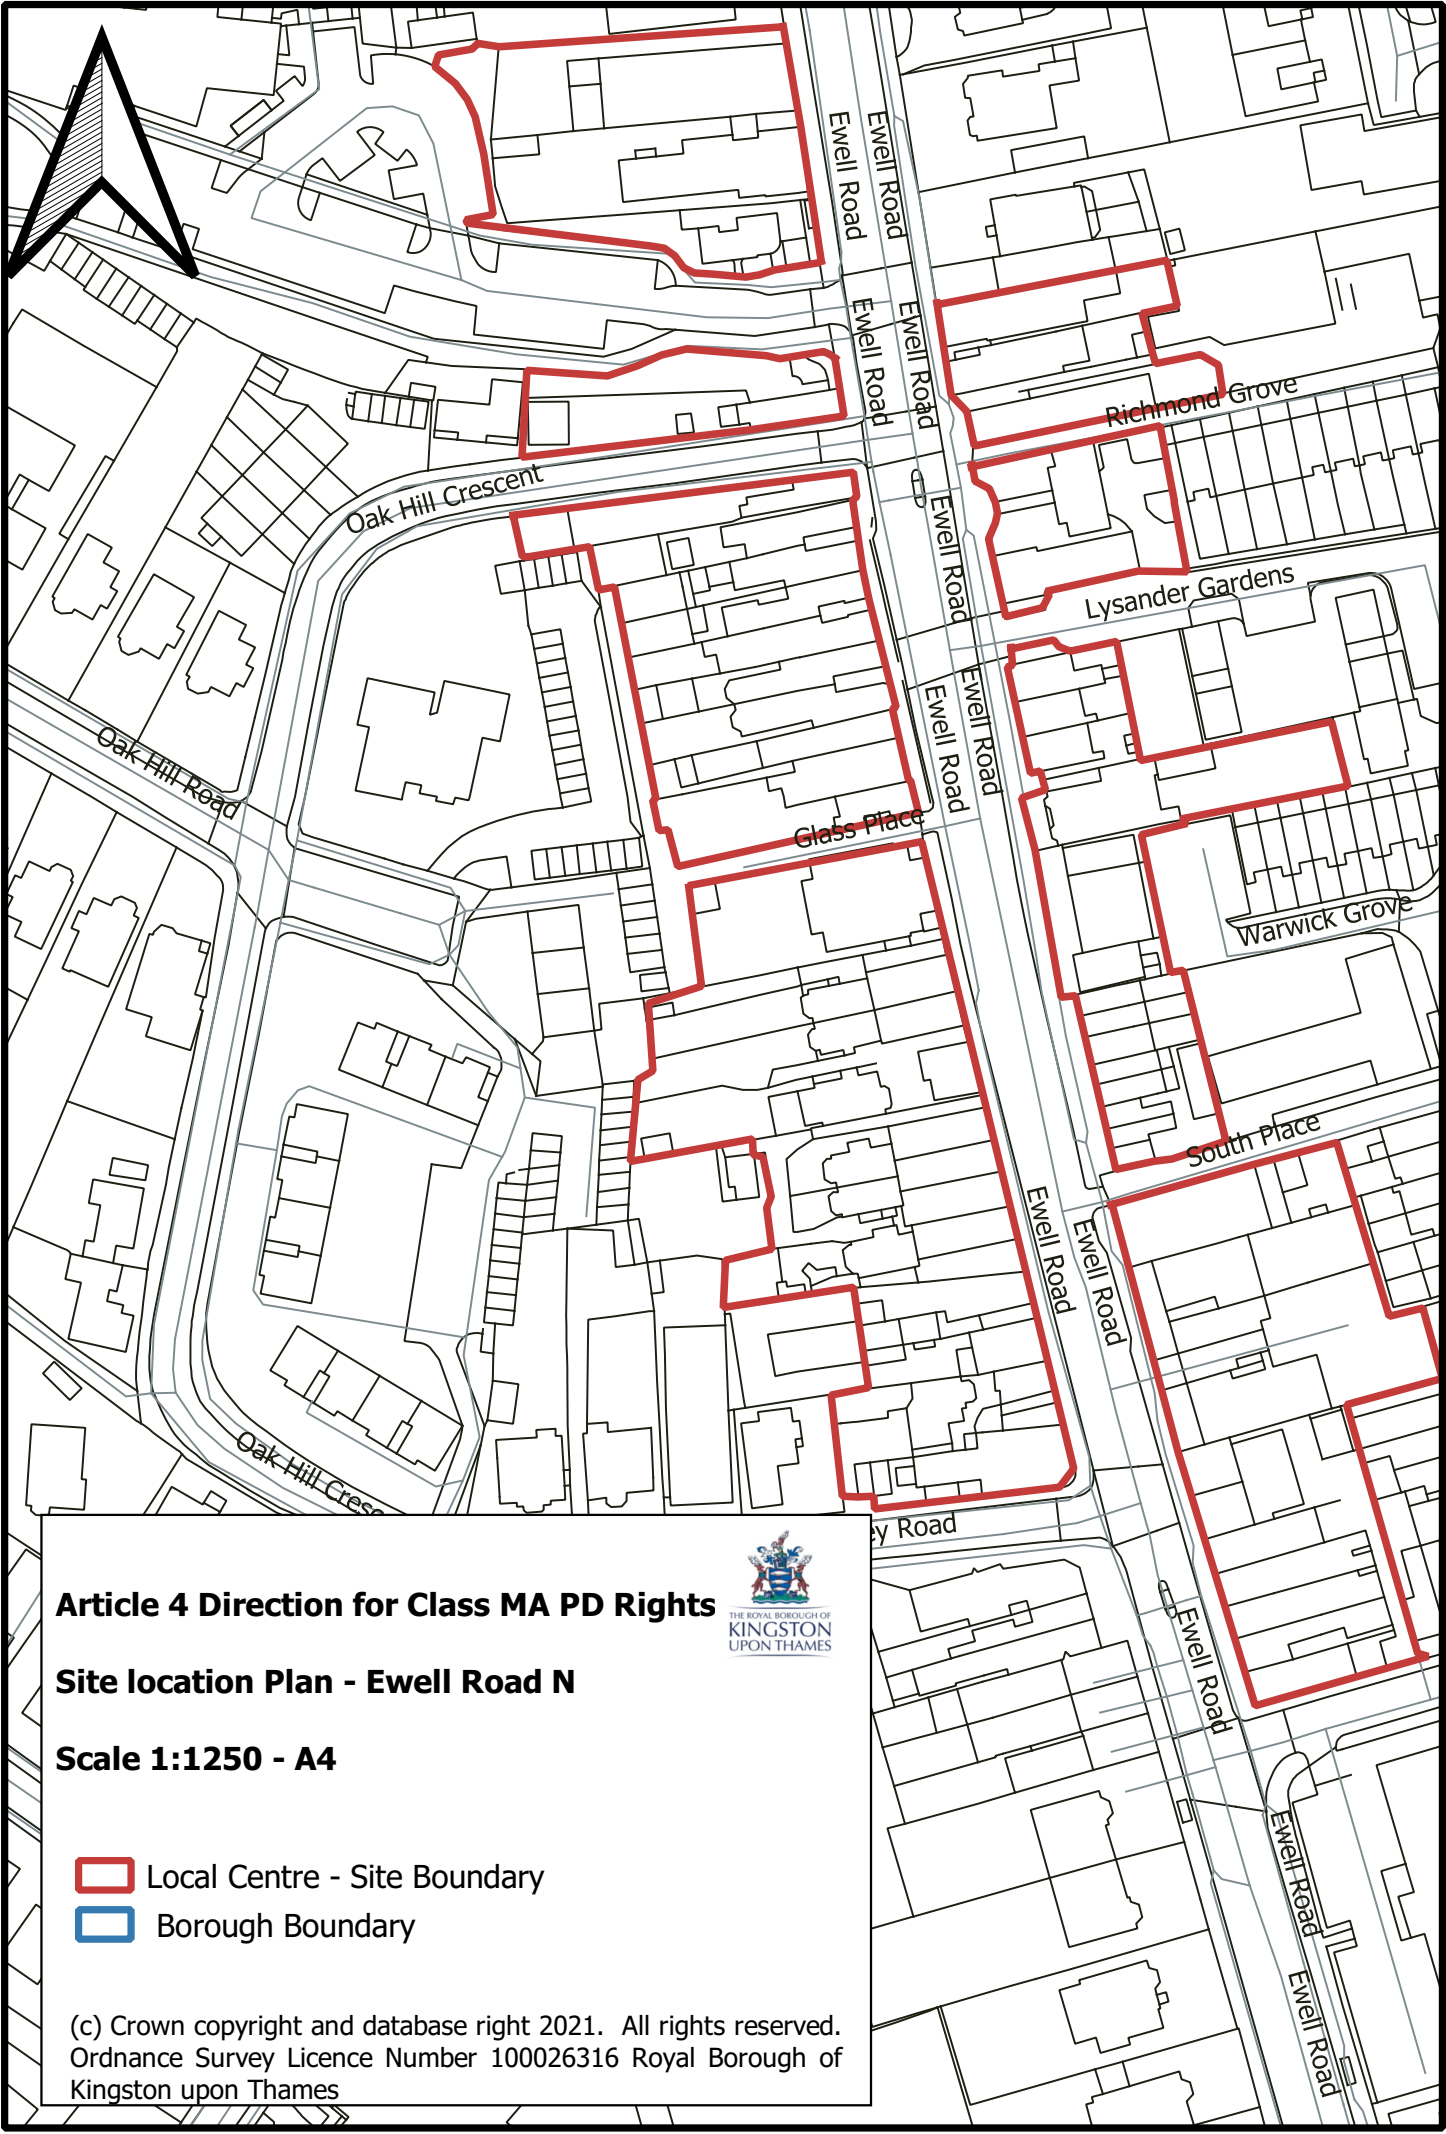 Ewell Road
Ewell Road
Ewell Road
Ewell Road
Richmond Grove
Oak Hill Crescent
Ewell Road
Lysander Gardens
Ewell Road
Ewell Road
Oak Hill Road
Glass Place
Warwick Grove
South Place
Ewell Road
Ewell Road
Oak Hill Cresc
ey Road
Article 4 Direction for Class MA PD Rights
THE ROYAL BOROUGH OF
KINGSTON
UPON THAMES
Site location Plan - Ewell Road N
Scale 1:1250 - A4
Local Centre - Site Boundary
Borough Boundary
(c) Crown copyright and database right 2021. All rights reserved.
Ordnance Survey Licence Number 100026316 Royal Borough of
Kingston upon Thames
Ewell Road
Ewell Road
Ewell Road